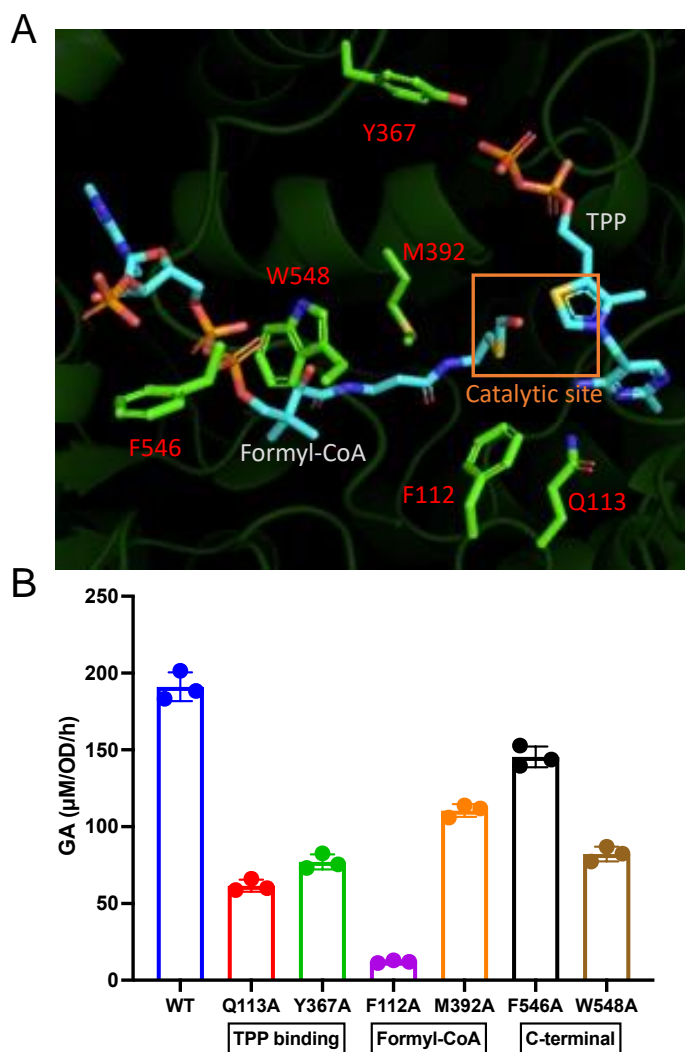 A
Y367
TPP
M392
W548
Catalytic site
F546
Formyl-CoA
F112
Q113
B
GA (µM/OD/h)
250
200
150
100
50
0
WT Q113A Y367A F112A M392A F546A W548A
TPP binding Formyl-CoA C-terminal